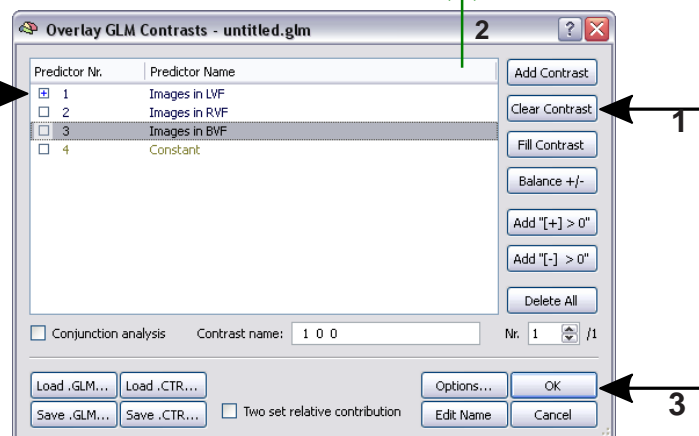 Overlay GLM Contrasts - untitled.glm
2
?
Predictor Nr. Predictor Name
Add Contrast
1 Images in LVF
2 Images in RVF
Clear Contrast
1
3 Images in BVF
4 Constant
Fill Contrast
Balance +/-
Add "[+] > 0"
Add "[-] > 0"
Delete All
Conjunction analysis Contrast name: 1 0 0 Nr. 1 /1
Load .GLM... Load .CTR... Options... OK
3
Save .GLM... Save .CTR... Two set relative contribution Edit Name Cancel